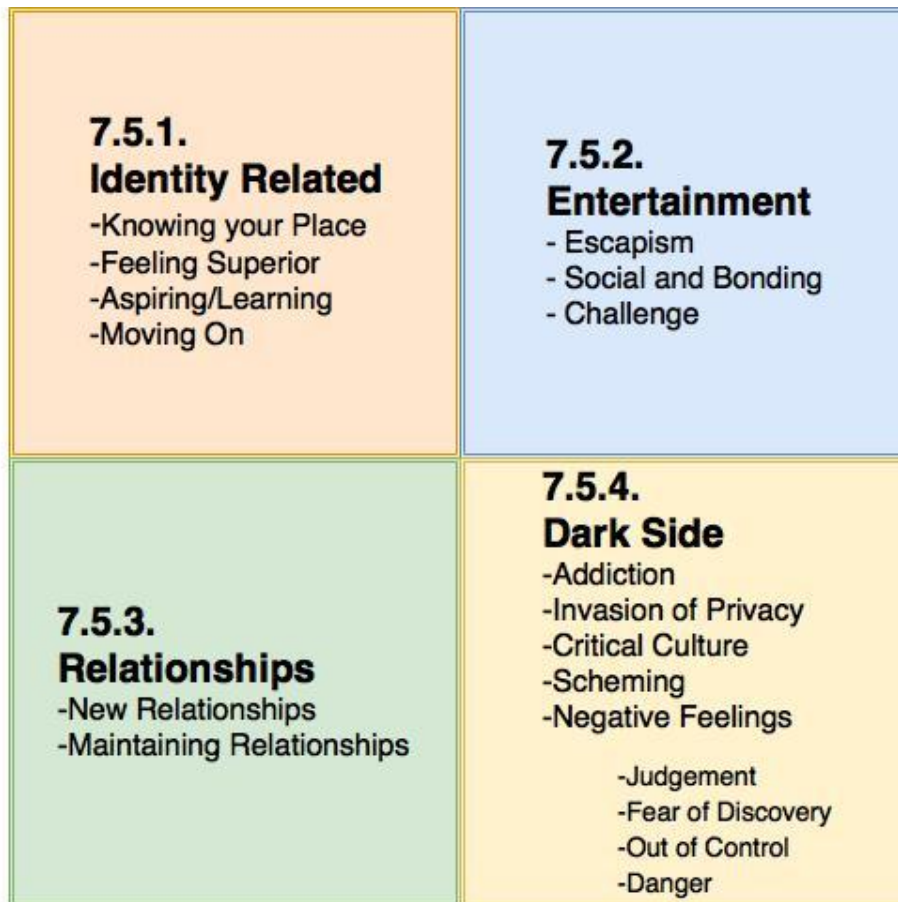 7.5.1.
Identity Related
-Knowing your Place
-Feeling Superior
-Aspiring/Learning
-Moving On
7.5.2.
Entertainment
- Escapism
- Social and Bonding
- Challenge
7.5.3.
Relationships
-New Relationships
-Maintaining Relationships
7.5.4.
Dark Side
-Addiction
-Invasion of Privacy
-Critical Culture
-Scheming
-Negative Feelings
-Judgement
-Fear of Discovery
-Out of Control
-Danger